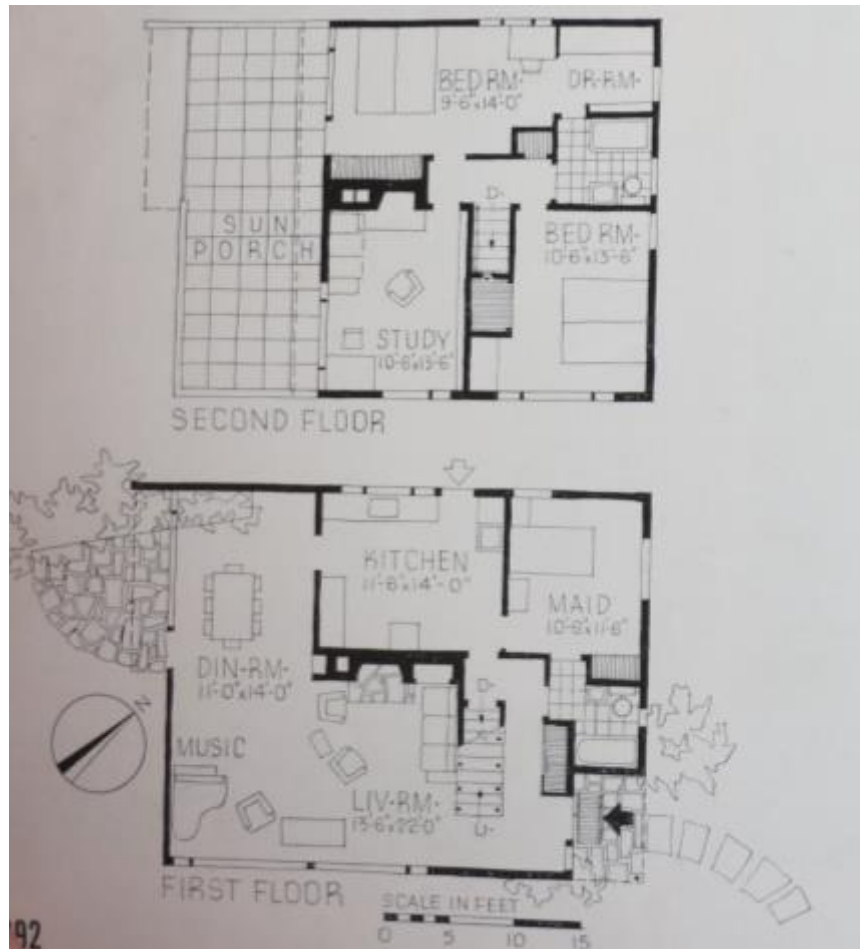 BED RM·
9'-6"x14'-0"
DR·RM·
D·
SUN
PORCH
BED RM·
10'-6"x13'-6"
STUDY
10'-6"x13'-6"
SECOND FLOOR
KITCHEN
11'-6"x14'-0"
MAID
10'-6"x11'-6"
DIN·RM·
11'-0"x14'-0"
D·
N
MUSIC
LIV·RM·
13'-6"x22'-0"
U·
FIRST FLOOR
SCALE IN FEET
0 5 10 15
92